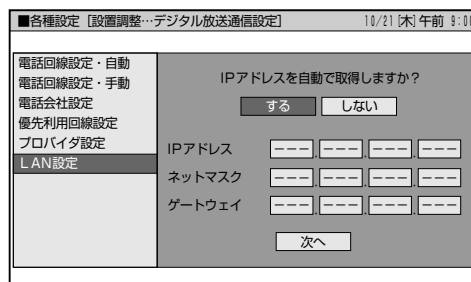 ■各種設定［設置調整…デジタル放送通信設定］ 10/21[木]午前 9:0
電話回線設定・自動
電話回線設定・手動
電話会社設定
優先利用回線設定
プロバイダ設定
LAN設定
IPアドレスを自動で取得しますか？
する しない
IPアドレス ---.---.---.---
ネットマスク ---.---.---.---
ゲートウェイ ---.---.---.---
次へ